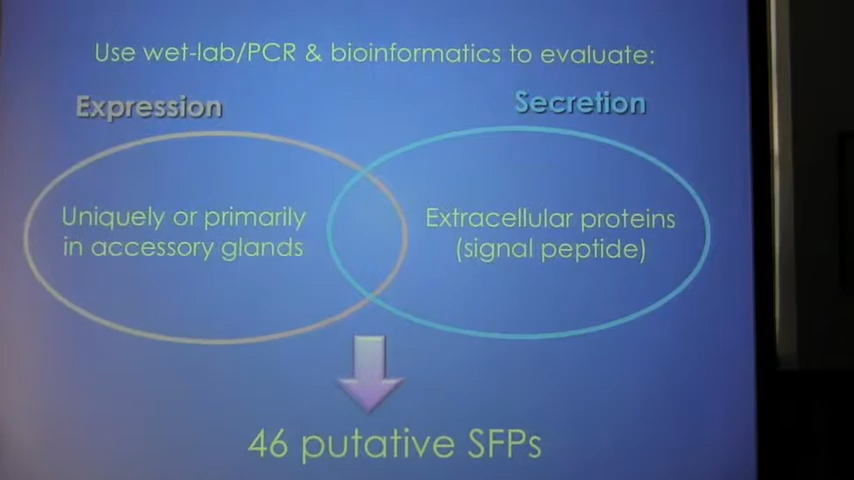 Use wet-lab/PCR & bioinformatics to evaluate:
Expression
Secretion
Uniquely or primarily
in accessory glands
Extracellular proteins
(signal peptide)
46 putative SFPs